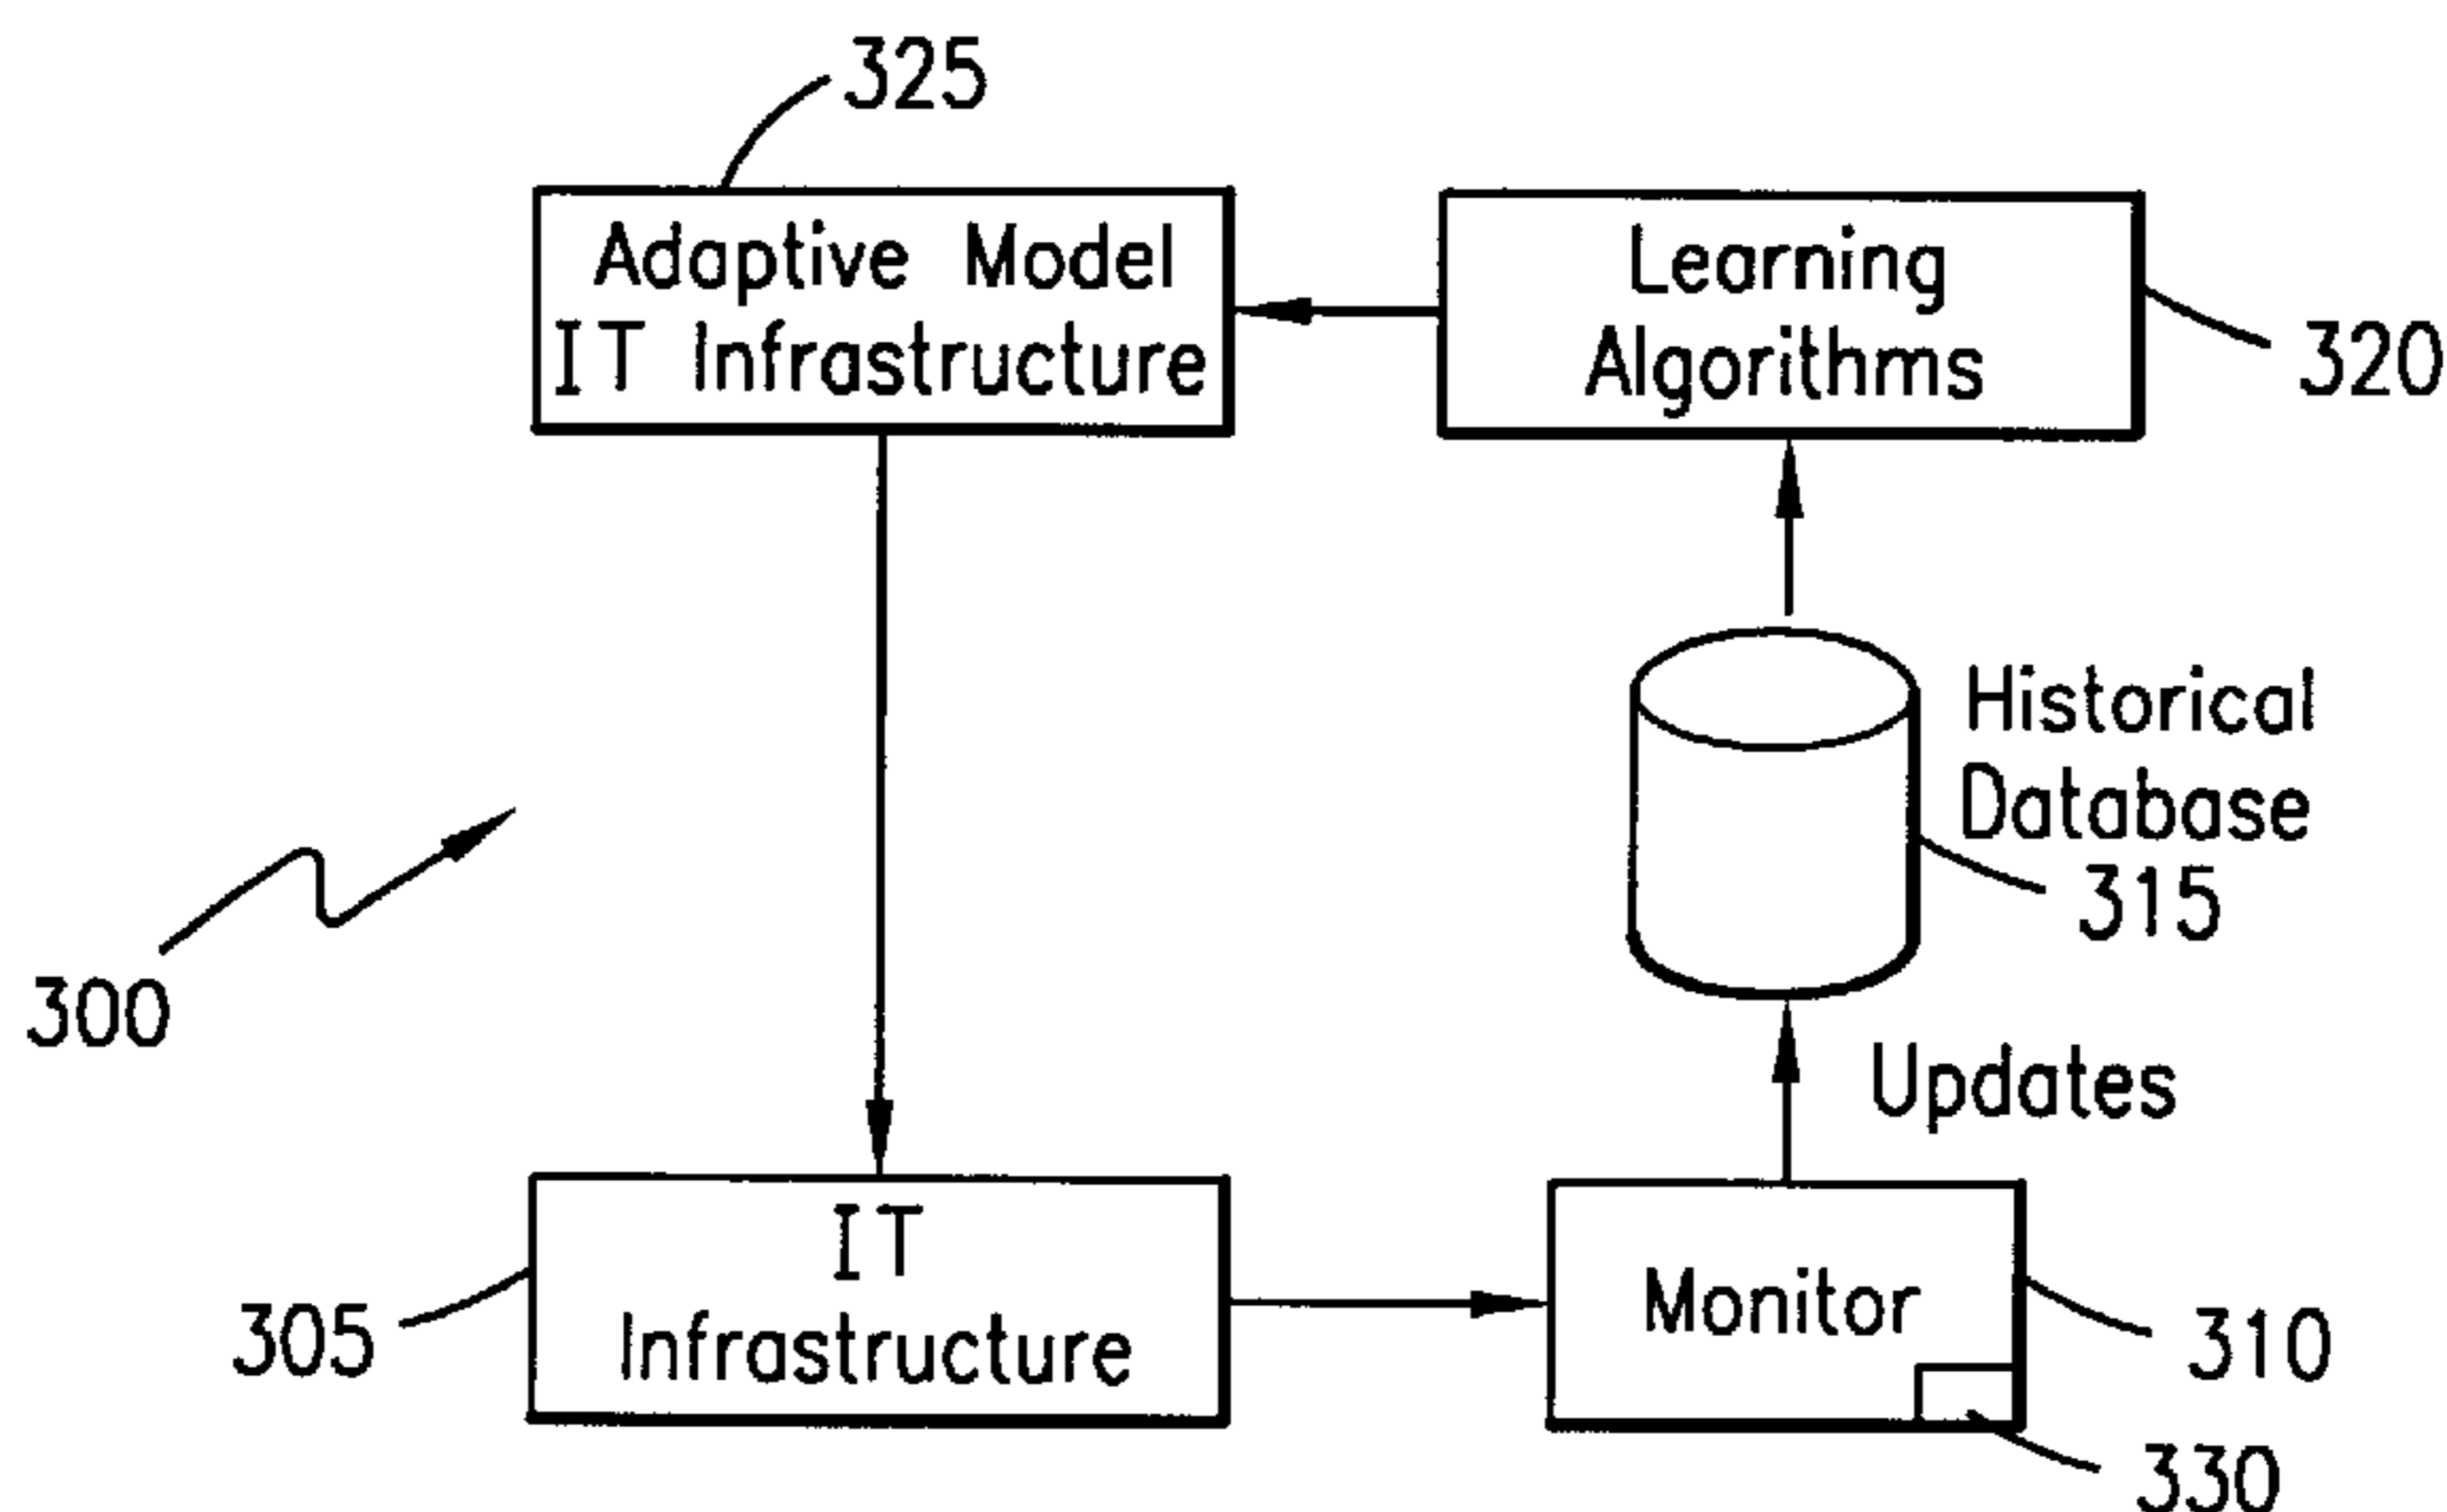 325
Adaptive Model
IT Infrastructure
Learning
Algorithms
320
Historical
Database
315
300
Updates
IT
Infrastructure
305
Monitor
310
330